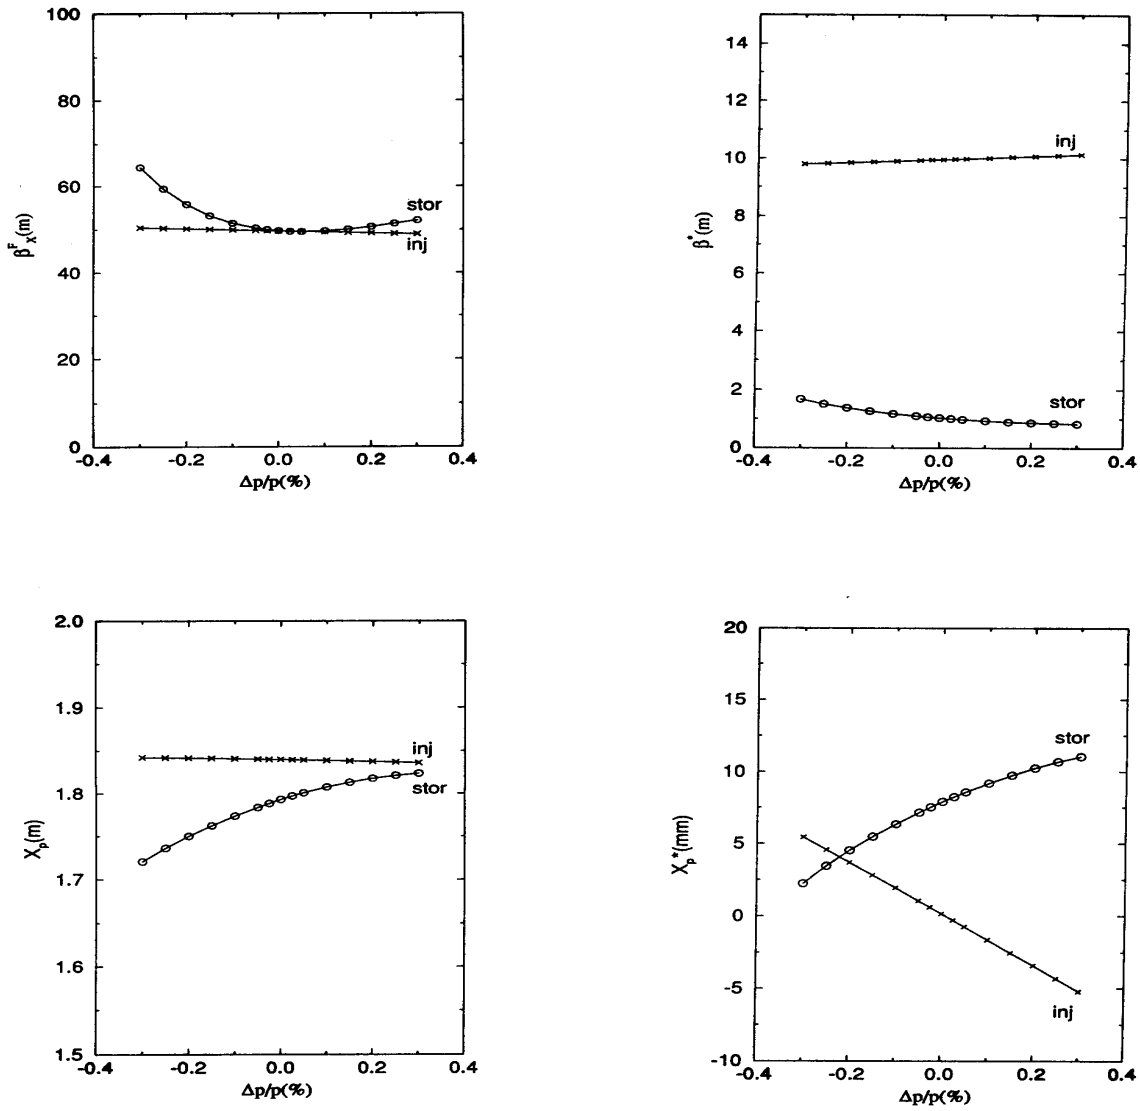 100
80
60
40
20
0
β^F_X(m)
stor
inj
-0.4 -0.2 0.0 0.2 0.4
Δp/p(%)
14
12
10
8
6
4
2
0
β*(m)
inj
stor
-0.4 -0.2 0.0 0.2 0.4
Δp/p(%)
2.0
1.9
1.8
1.7
1.6
1.5
X_p(m)
inj
stor
-0.4 -0.2 0.0 0.2 0.4
Δp/p(%)
20
15
10
5
0
-5
-10
X_p*(mm)
stor
inj
-0.4 -0.2 0.0 0.2 0.4
Δp/p(%)